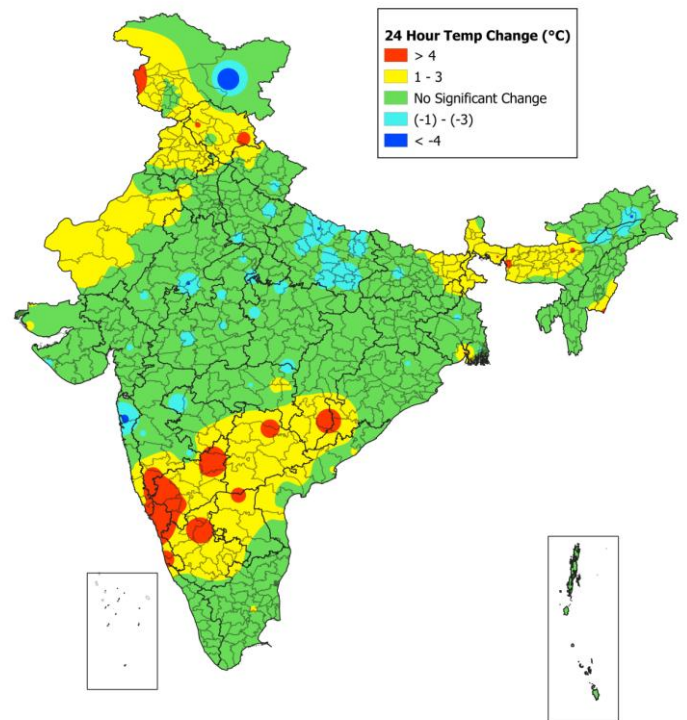 24 Hour Temp Change (°C)
> 4
1 - 3
No Significant Change
(-1) - (-3)
< -4